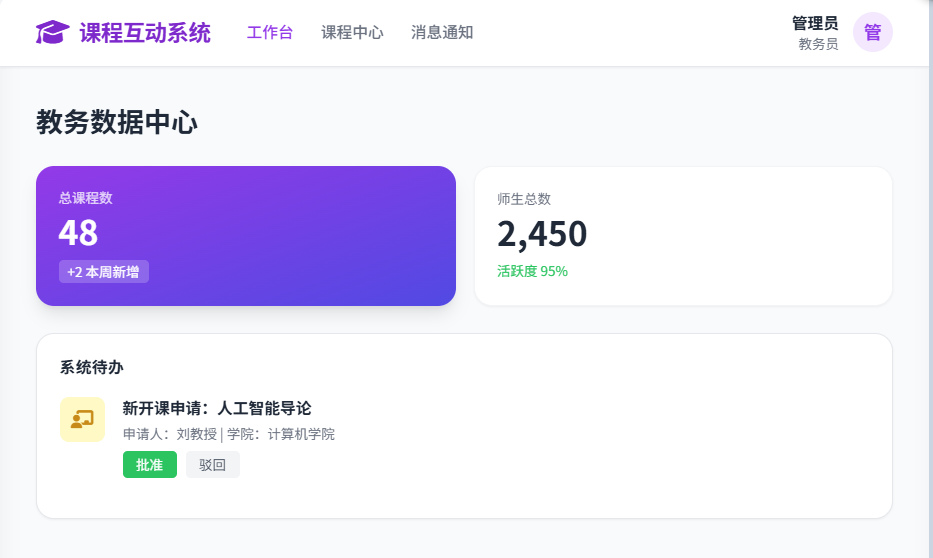 课程互动系统
工作台
课程中心
消息通知
管理员
教务员
管
教务数据中心
总课程数
48
+2 本周新增
师生总数
2,450
活跃度 95%
系统待办
新开课申请：人工智能导论
申请人：刘教授 | 学院：计算机学院
批准
驳回